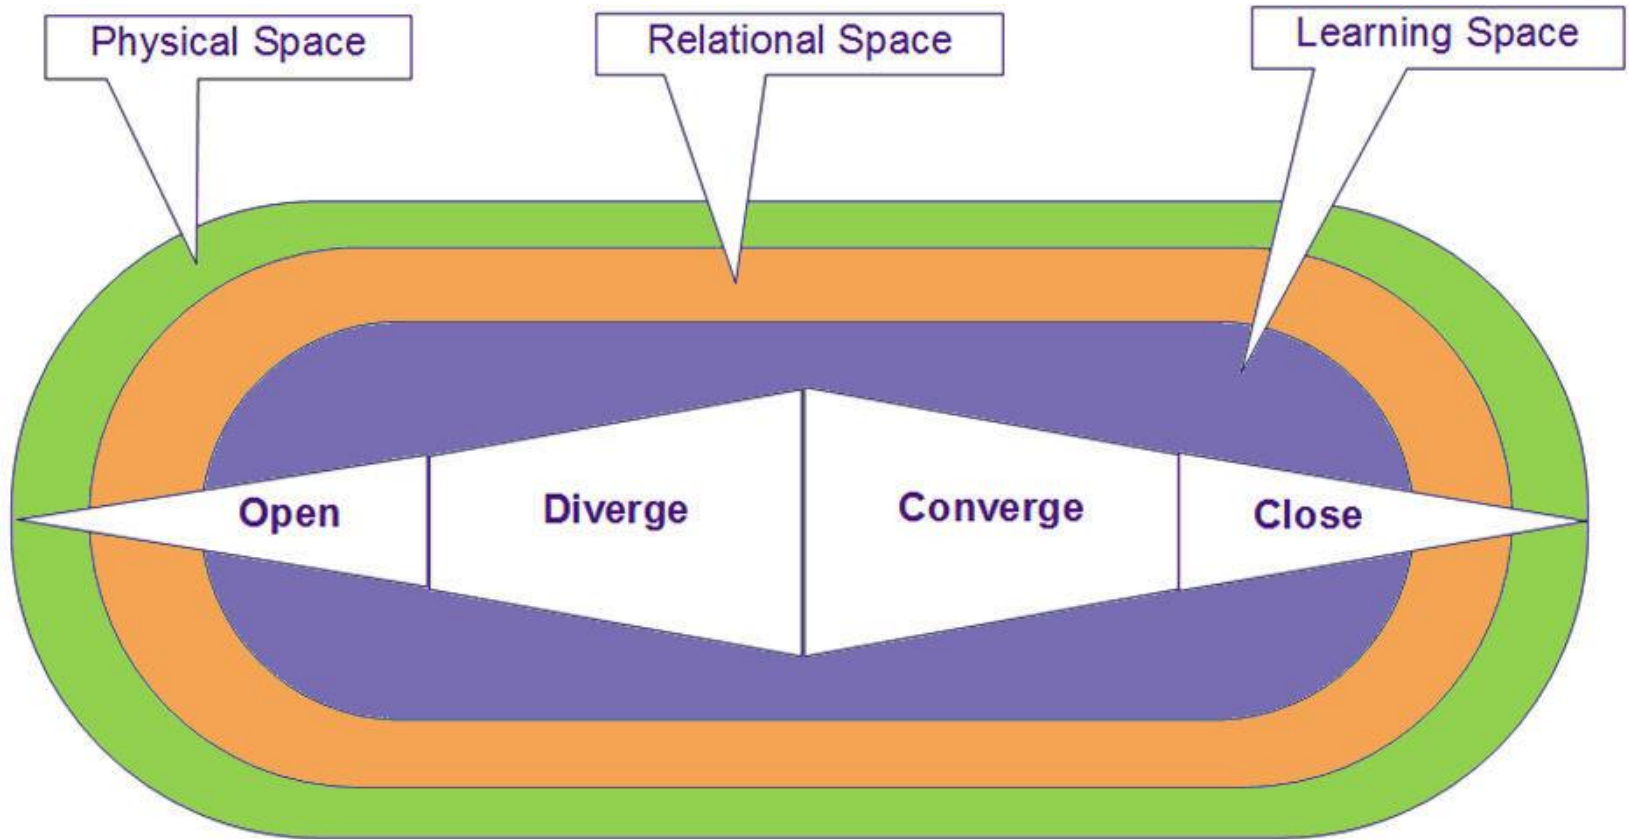 Physical Space
Relational Space
Learning Space
Open
Diverge
Converge
Close